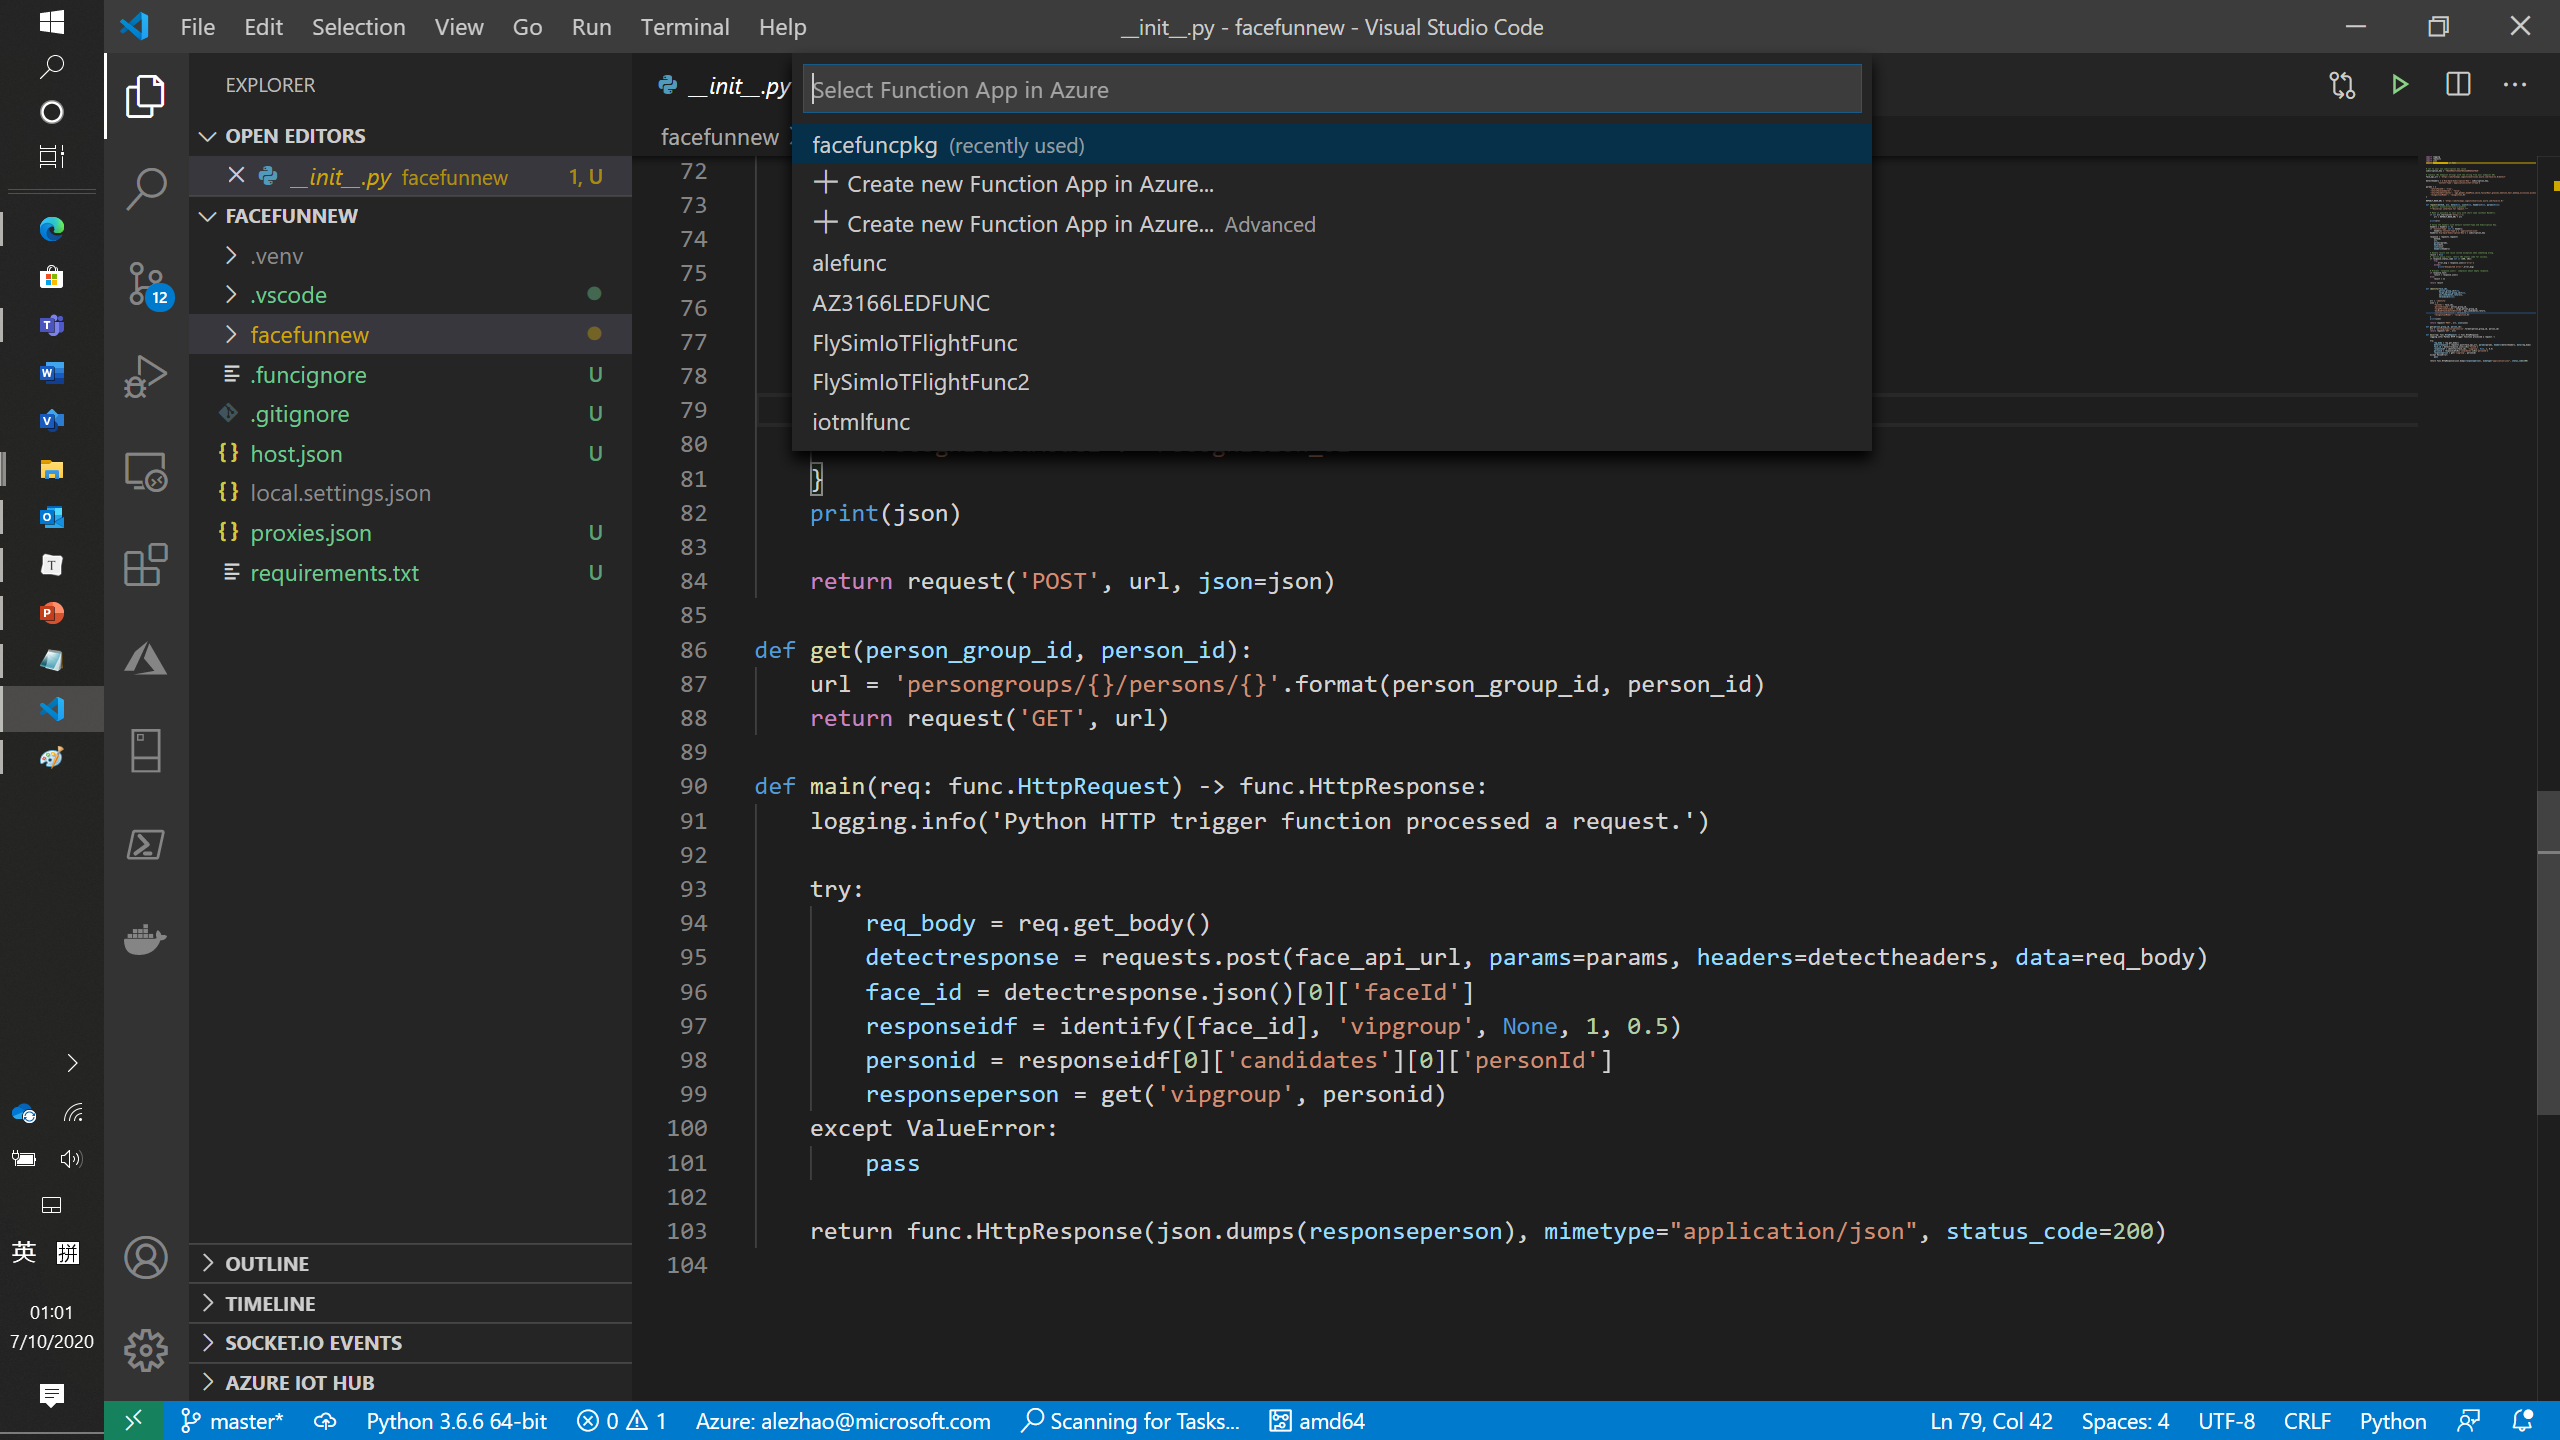 File Edit Selection View Go Run Terminal Help
__init__.py - facefunnew - Visual Studio Code
EXPLORER
OPEN EDITORS
__init__.py facefunnew 1, U
FACEFUNNEW
.venv
.vscode
facefunnew
.funcignore U
.gitignore U
host.json U
local.settings.json
proxies.json U
requirements.txt U
OUTLINE
TIMELINE
SOCKET.IO EVENTS
AZURE IOT HUB
12
__init__.py
facefunnew
Select Function App in Azure
facefuncpkg (recently used)
Create new Function App in Azure...
Create new Function App in Azure... Advanced
alefunc
AZ3166LEDFUNC
FlySimIoTFlightFunc
FlySimIoTFlightFunc2
iotmlfunc
72
73
74
75
76
77
78
79
80
81 }
82 print(json)
83
84 return request('POST', url, json=json)
85
86 def get(person_group_id, person_id):
87 url = 'persongroups/{}/persons/{}'.format(person_group_id, person_id)
88 return request('GET', url)
89
90 def main(req: func.HttpRequest) -> func.HttpResponse:
91 logging.info('Python HTTP trigger function processed a request.')
92
93 try:
94 req_body = req.get_body()
95 detectresponse = requests.post(face_api_url, params=params, headers=detectheaders, data=req_body)
96 face_id = detectresponse.json()[0]['faceId']
97 responseidf = identify([face_id], 'vipgroup', None, 1, 0.5)
98 personid = responseidf[0]['candidates'][0]['personId']
99 responseperson = get('vipgroup', personid)
100 except ValueError:
101 pass
102
103 return func.HttpResponse(json.dumps(responseperson), mimetype="application/json", status_code=200)
104
英 拼
01:01
7/10/2020
master* Python 3.6.6 64-bit 0 1 Azure: alezhao@microsoft.com Scanning for Tasks... amd64
Ln 79, Col 42 Spaces: 4 UTF-8 CRLF Python